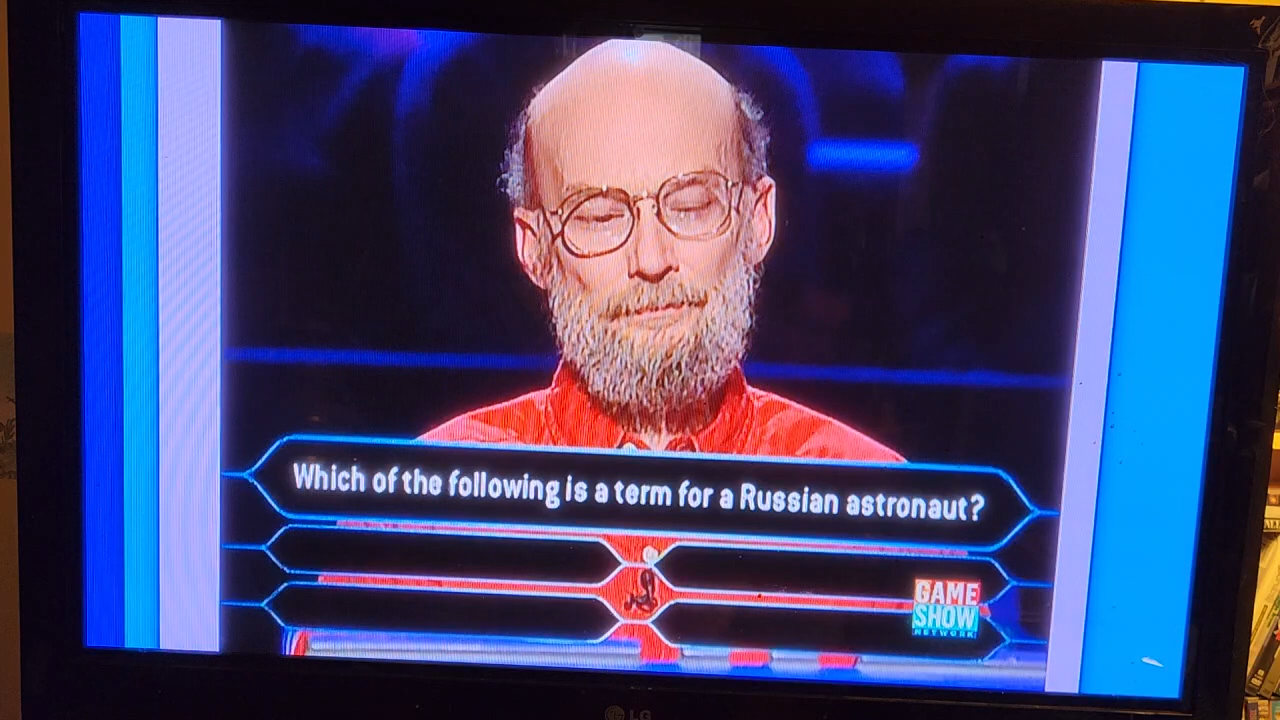 Which of the following is a term for a Russian astronaut?
GAME
SHOW
NETWORK
LG